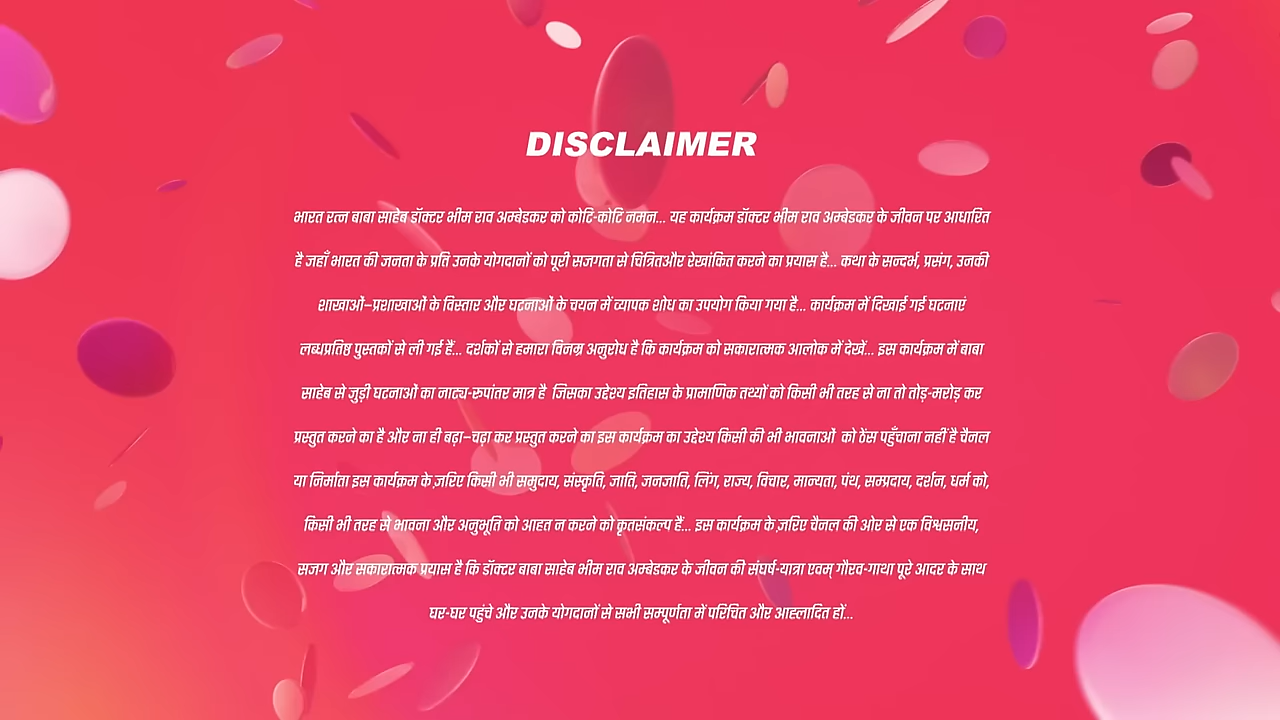 DISCLAIMER
भारत रत्न बाबा साहेब डॉक्टर भीम राव अम्बेडकर को कोटि-कोटि नमन... यह कार्यक्रम डॉक्टर भीम राव अम्बेडकर के जीवन पर आधारित
है जहाँ भारत की जनता के प्रति उनके योगदानों को पूरी सजगता से चित्रितऔर रेखांकित करने का प्रयास है... कथा के सन्दर्भ, प्रसंग, उनकी
शाखाओं–प्रशाखाओं के विस्तार और घटनाओं के चयन में व्यापक शोध का उपयोग किया गया है... कार्यक्रम में दिखाई गई घटनाएं
लब्धप्रतिष्ठ पुस्तकों से ली गई हैं... दर्शकों से हमारा विनम्र अनुरोध है कि कार्यक्रम को सकारात्मक आलोक में देखें... इस कार्यक्रम में बाबा
साहेब से जुड़ी घटनाओं का नाट्य-रुपांतर मात्र है जिसका उद्देश्य इतिहास के प्रामाणिक तथ्यों को किसी भी तरह से ना तो तोड़-मरोड़ कर
प्रस्तुत करने का है और ना ही बढ़ा–चढ़ा कर प्रस्तुत करने का इस कार्यक्रम का उद्देश्य किसी की भी भावनाओं को ठेंस पहुँचाना नहीं है चैनल
या निर्माता इस कार्यक्रम के ज़रिए किसी भी समुदाय, संस्कृति, जाति, जनजाति, लिंग, राज्य, विचार, मान्यता, पंथ, सम्प्रदाय, दर्शन, धर्म को,
किसी भी तरह से भावना और अनुभूति को आहत न करने को कृतसंकल्प हैं... इस कार्यक्रम के ज़रिए चैनल की ओर से एक विश्वसनीय,
सजग और सकारात्मक प्रयास है कि डॉक्टर बाबा साहेब भीम राव अम्बेडकर के जीवन की संघर्ष-यात्रा एवम् गौरव-गाथा पूरे आदर के साथ
घर-घर पहुंचे और उनके योगदानों से सभी सम्पूर्णता में परिचित और आह्लादित हों...